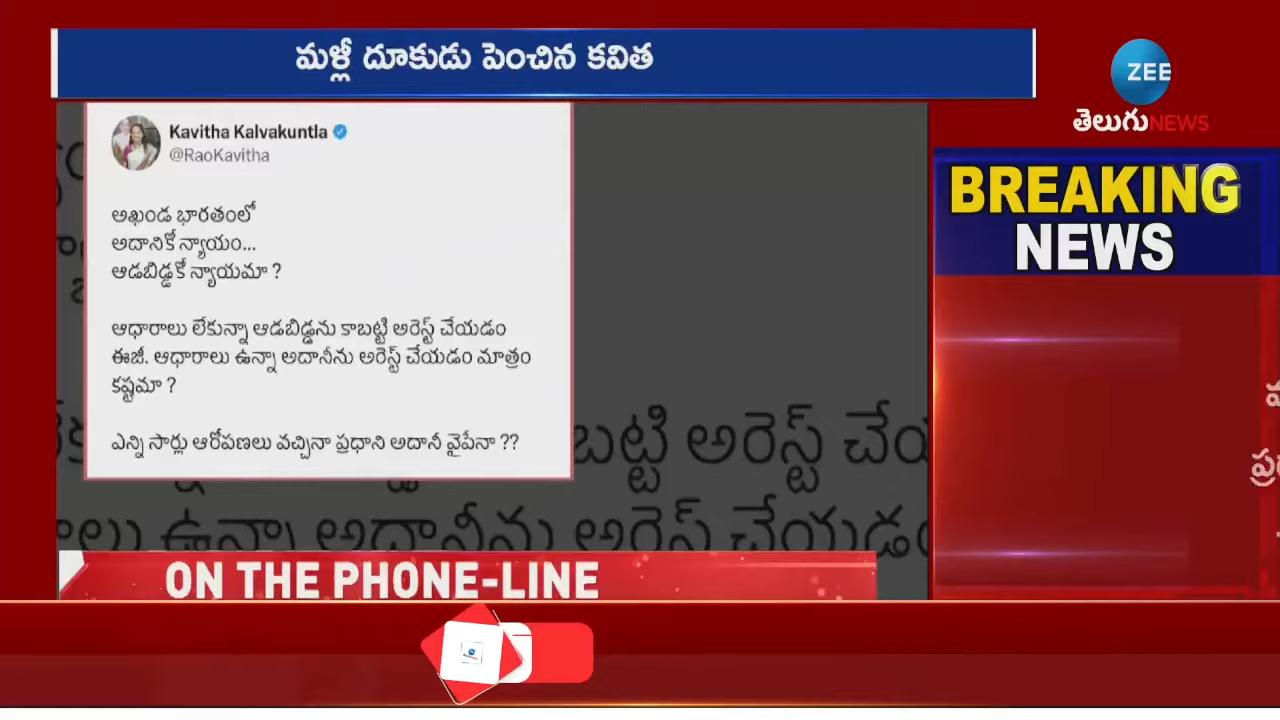 మళ్లీ దూకుడు పెంచిన కవిత
ZEE
తెలుగుNEWS
Kavitha Kalvakuntla
@RaoKavitha
అఖండ భారతంలో
అదానికో న్యాయం...
ఆడబిడ్డకో న్యాయమా ?
ఆధారాలు లేకున్నా ఆడబిడ్డను కాబట్టి అరెస్ట్ చేయడం
ఈజీ. ఆధారాలు ఉన్నా అదానీను అరెస్ట్ చేయడం మాత్రం
కష్టమా ?
ఎన్ని సార్లు ఆరోపణలు వచ్చినా ప్రధాని అదానీ వైపేనా ??
BREAKING
NEWS
ON THE PHONE-LINE